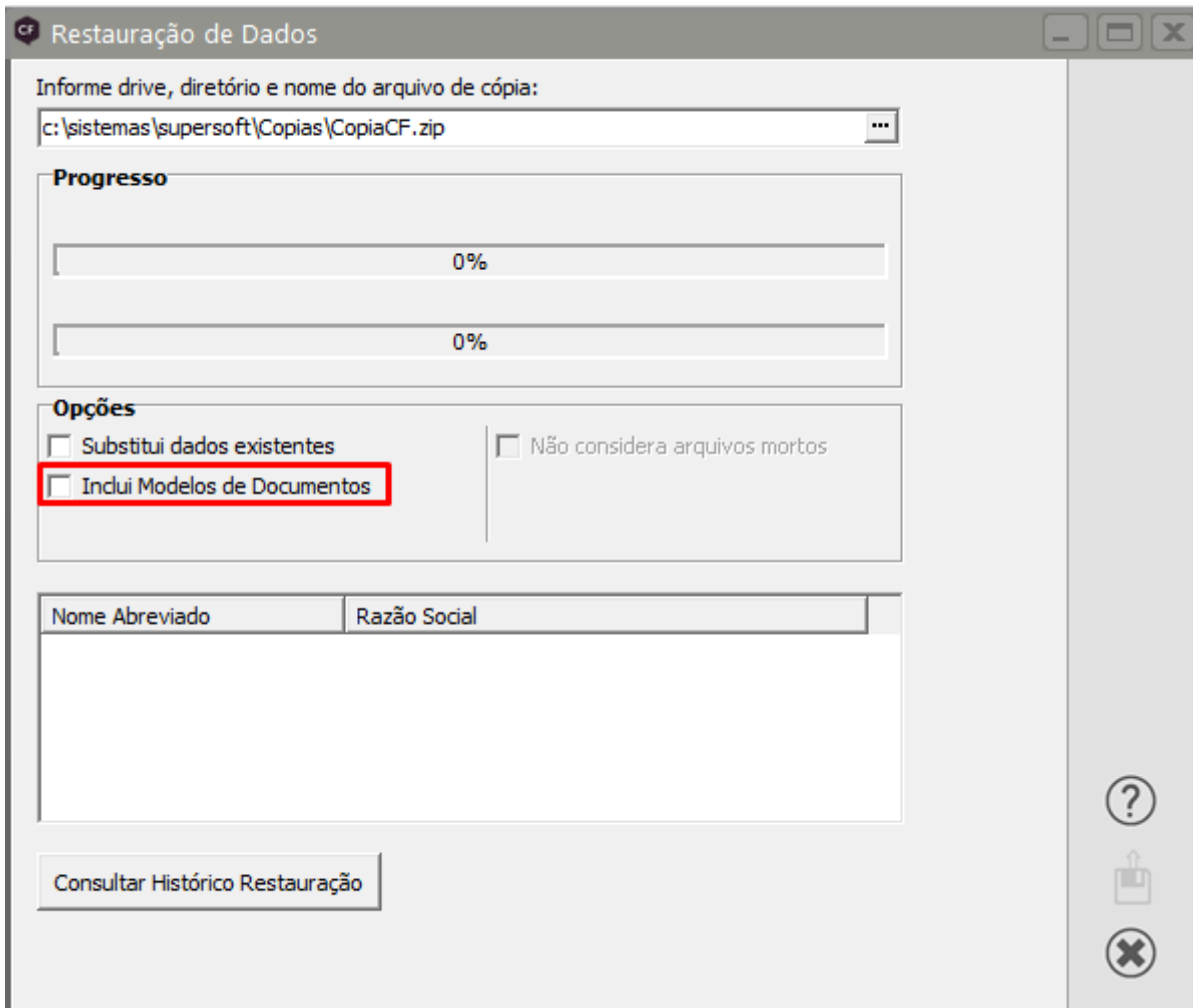 CF Restauração de Dados
Informe drive, diretório e nome do arquivo de cópia:
c:\sistemas\supersoft\Copias\CopiaCF.zip ...
Progresso
0%
0%
Opções
Substitui dados existentes
Não considera arquivos mortos
Inclui Modelos de Documentos
Nome Abreviado Razão Social
Consultar Histórico Restauração
?